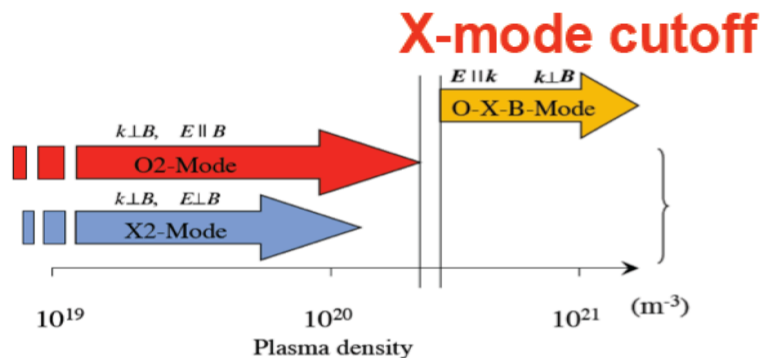 X-mode cutoff
E || k k⊥B
O-X-B-Mode
k⊥B, E || B
O2-Mode
k⊥B, E⊥B
X2-Mode
10¹⁹ 10²⁰ 10²¹ (m⁻³)
Plasma density